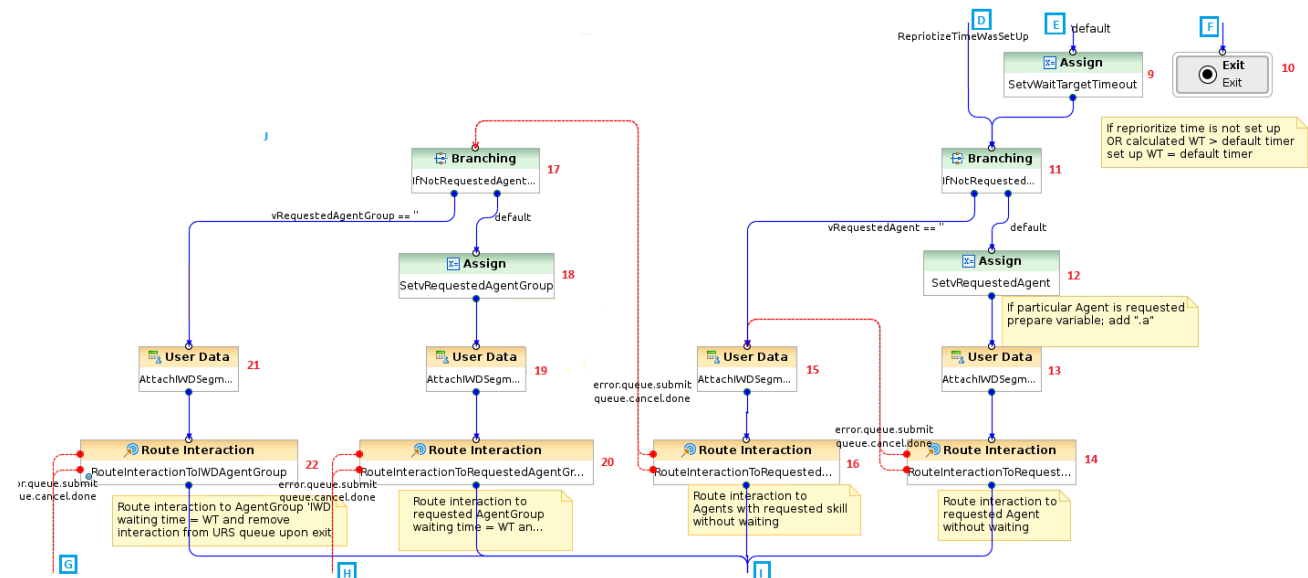 D
E
F
RepriotizeTimeWasSetUp
default
Assign
SetvWaitTargetTimeout
9
Exit
Exit
10
If reprioritize time is not set up
OR calculated WT > default timer
set up WT = default timer
J
Branching
IfNotRequestedAgent...
17
Branching
IfNotRequested...
11
vRequestedAgentGroup == ''
default
vRequestedAgent == ''
default
Assign
SetvRequestedAgentGroup
18
Assign
SetvRequestedAgent
12
If particular Agent is requested
prepare variable; add ".a"
User Data
AttachIWDSegm...
21
User Data
AttachIWDSegm...
19
User Data
AttachIWDSegm...
15
User Data
AttachIWDSegm...
13
error.queue.submit
queue.cancel.done
error.queue.submit
queue.cancel.done
Route Interaction
RouteInteractionToIWDAgentGroup
22
Route Interaction
RouteInteractionToRequestedAgentGr...
20
Route Interaction
RouteInteractionToRequested...
16
Route Interaction
RouteInteractionToRequest...
14
or.queue.submit
ue.cancel.done
error.queue.submit
queue.cancel.done
Route interaction to AgentGroup 'IWD
waiting time = WT and remove
interaction from URS queue upon exit
Route interaction to
requested AgentGroup
waiting time = WT an...
Route interaction to
Agents with requested skill
without waiting
Route interaction to
requested Agent
without waiting
G
H
I